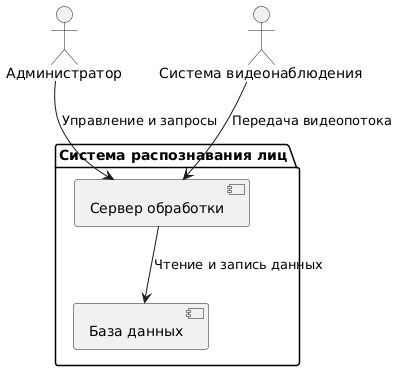 Администратор
Система видеонаблюдения
Управление и запросы
Передача видеопотока
Система распознавания лиц
Сервер обработки
Чтение и запись данных
База данных